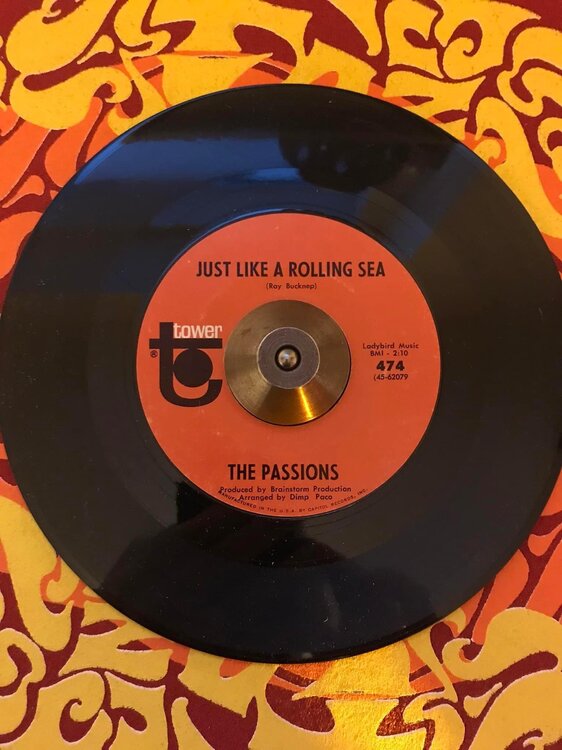 JUST LIKE A ROLLING SEA
(Ray Bucknep)
tower
t
®
Ladybird Music
BMI - 2:10
474
(45-62079
THE PASSIONS
Produced by Brainstorm Production
Arranged by Dimp Paco
MANUFACTURED IN THE U.S.A. BY CAPITOL RECORDS, INC.